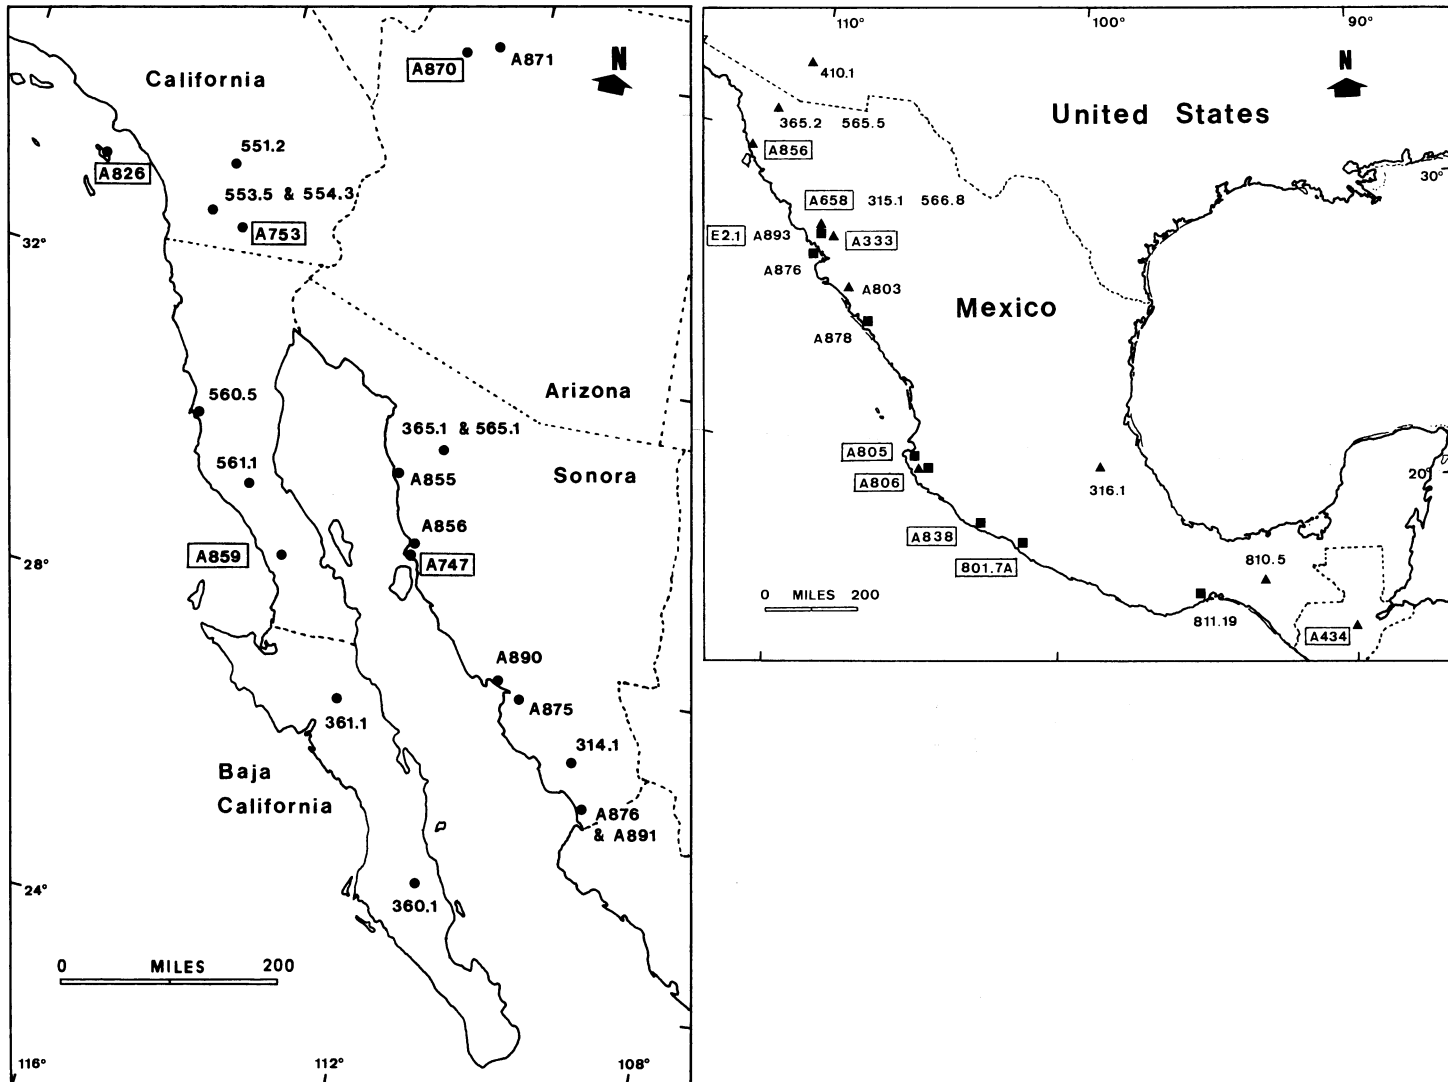 California
A870
A871
N
551.2
A826
553.5 & 554.3
A753
32°
Arizona
560.5
365.1 & 565.1
Sonora
561.1
A855
A856
A859
A747
28°
A890
A875
361.1
314.1
Baja
California
A876
& A891
24°
360.1
0 MILES 200
116°
112°
108°
110°
100°
90°
N
410.1
United States
365.2 565.5
A856
30°
A658 315.1 566.8
E2.1 A893
A333
A876
A803
Mexico
A878
A805
A806
316.1
20°
A838
801.7A
810.5
0 MILES 200
811.19
A434